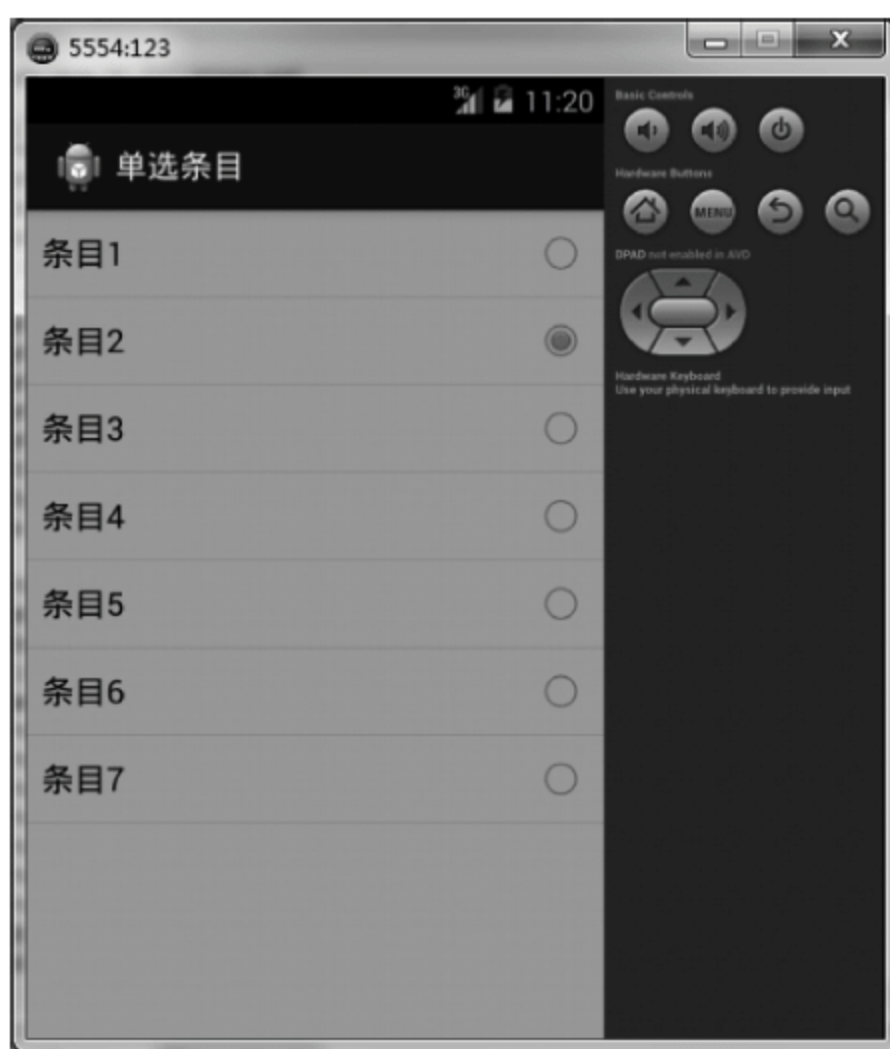 5554:123
3G 11:20
单选条目
条目1
条目2
条目3
条目4
条目5
条目6
条目7
Basic Controls
Hardware Buttons
MENU
DPAD not enabled in AVD
Hardware Keyboard
Use your physical keyboard to provide input